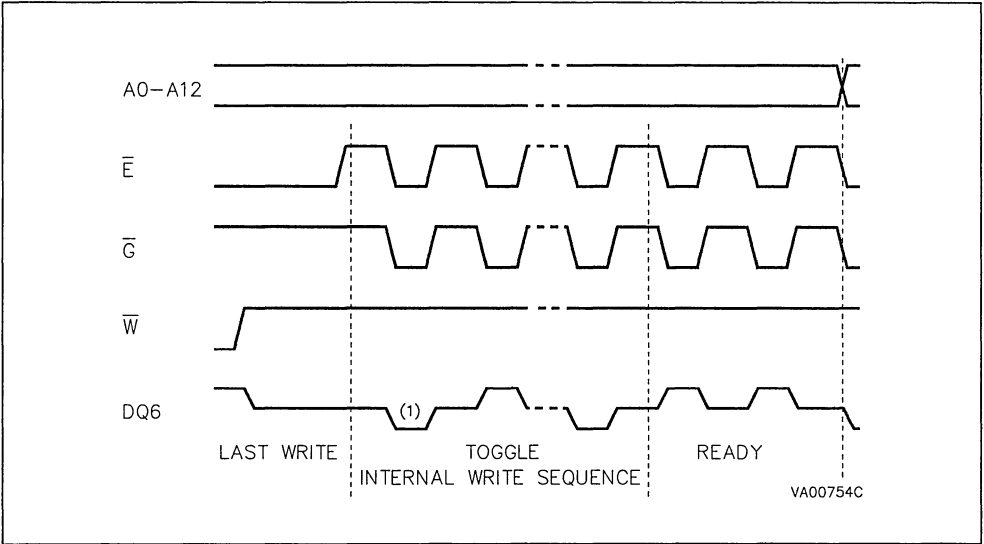 A0-A12
E̅
G̅
W̅
DQ6
(1)
LAST WRITE
TOGGLE
READY
INTERNAL WRITE SEQUENCE
VA00754C